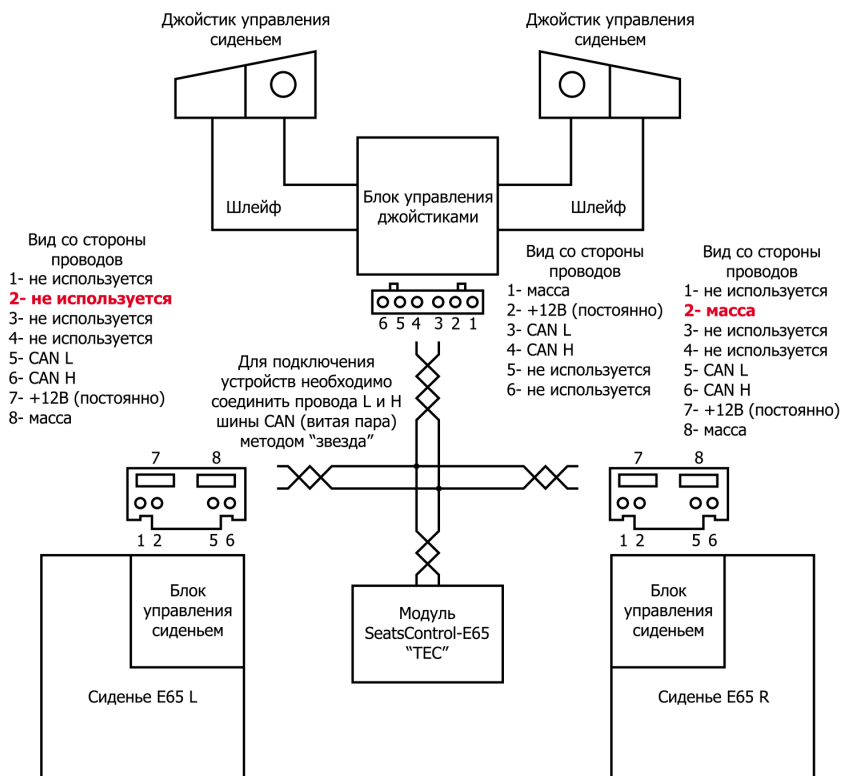 Джойстик управления
сиденьем
Джойстик управления
сиденьем
Блок управления
джойстиками
Шлейф
Шлейф
Вид со стороны
проводов
1- не используется
2- не используется
3- не используется
4- не используется
5- CAN L
6- CAN H
7- +12В (постоянно)
8- масса
6 5 4 3 2 1
Вид со стороны
проводов
1- масса
2- +12В (постоянно)
3- CAN L
4- CAN H
5- не используется
6- не используется
Вид со стороны
проводов
1- не используется
2- масса
3- не используется
4- не используется
5- CAN L
6- CAN H
7- +12В (постоянно)
8- масса
Для подключения
устройств необходимо
соединить провода L и H
шины CAN (витая пара)
методом “звезда”
7 8
1 2 5 6
7 8
1 2 5 6
Блок
управления
сиденьем
Сиденье E65 L
Модуль
SeatsControl-E65
“TEC”
Блок
управления
сиденьем
Сиденье E65 R